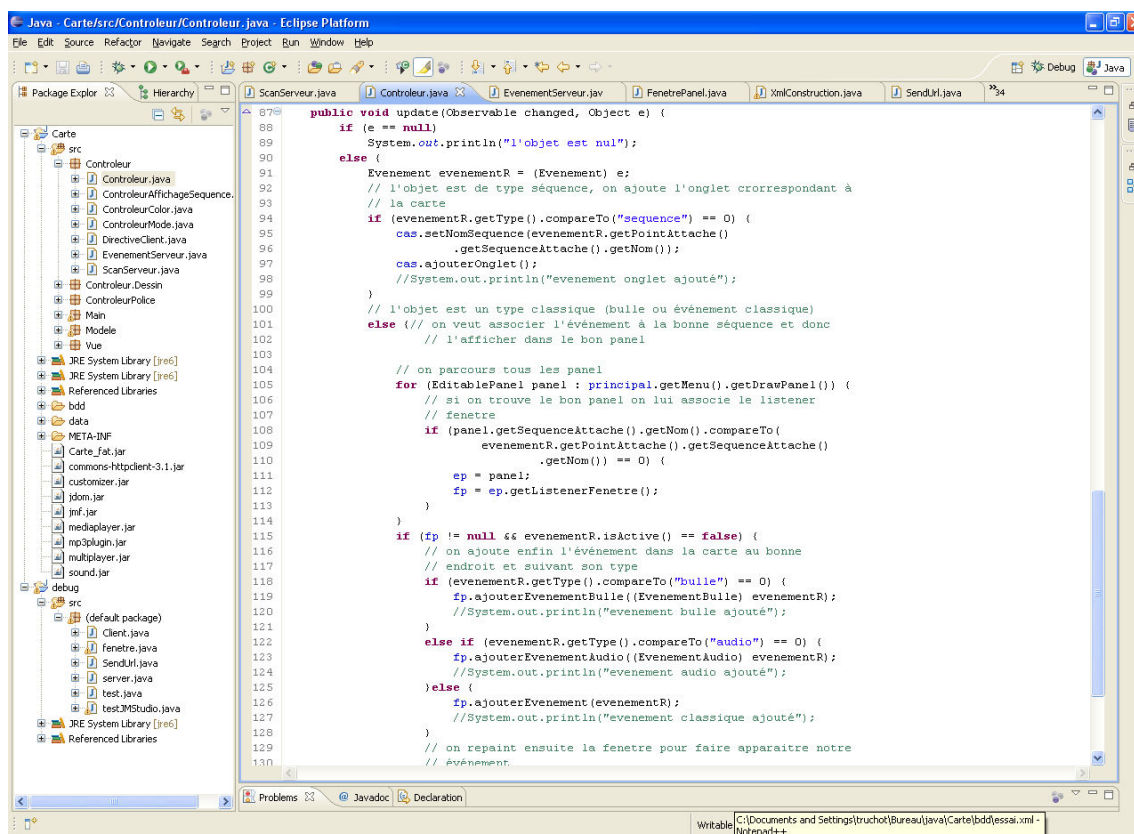 Java - Carte/src/Controleur/Controleur.java - Eclipse Platform
File Edit Source Refactor Navigate Search Project Run Window Help
Debug Java
Package Explor Hierarchy
ScanServeur.java Controleur.java EvenementServeur.jav FenetrePanel.java XmlConstruction.java SendUrl.java »34
Carte
src
Controleur
Controleur.java
ControleurAffichageSequence.
ControleurColor.java
ControleurMode.java
DirectiveClient.java
EvenementServeur.java
ScanServeur.java
Controleur.Dessin
ControleurPolice
Main
Modele
Vue
JRE System Library [jre6]
JRE System Library [jre6]
Referenced Libraries
bdd
data
META-INF
Carte_fat.jar
commons-httpclient-3.1.jar
customizer.jar
jdom.jar
jmf.jar
mediaplayer.jar
mp3plugin.jar
multiplayer.jar
sound.jar
debug
src
(default package)
Client.java
fenetre.java
SendUrl.java
server.java
test.java
testJMStudio.java
JRE System Library [jre6]
Referenced Libraries
87 public void update(Observable changed, Object e) {
88 if (e == null)
89 System.out.println("l'objet est nul");
90 else {
91 Evenement evenementR = (Evenement) e;
92 // l'objet est de type séquence, on ajoute l'onglet crorrespondant à
93 // la carte
94 if (evenementR.getType().compareTo("sequence") == 0) {
95 cas.setNomSequence(evenementR.getPointAttache()
96 .getSequenceAttache().getNom());
97 cas.ajouterOnglet();
98 //System.out.println("evenement onglet ajouté");
99 }
100 // l'objet est un type classique (bulle ou événement classique)
101 else {// on veut associer l'événement à la bonne séquence et donc
102 // l'afficher dans le bon panel
103
104 // on parcours tous les panel
105 for (EditablePanel panel : principal.getMenu().getDrawPanel()) {
106 // si on trouve le bon panel on lui associe le listener
107 // fenetre
108 if (panel.getSequenceAttache().getNom().compareTo(
109 evenementR.getPointAttache().getSequenceAttache()
110 .getNom()) == 0) {
111 ep = panel;
112 fp = ep.getListenerFenetre();
113 }
114 }
115 if (fp != null && evenementR.isActive() == false) {
116 // on ajoute enfin l'événement dans la carte au bonne
117 // endroit et suivant son type
118 if (evenementR.getType().compareTo("bulle") == 0) {
119 fp.ajouterEvenementBulle((EvenementBulle) evenementR);
120 //System.out.println("evenement bulle ajouté");
121 }
122 else if (evenementR.getType().compareTo("audio") == 0) {
123 fp.ajouterEvenementAudio((EvenementAudio) evenementR);
124 //System.out.println("evenement audio ajouté");
125 }else {
126 fp.ajouterEvenement(evenementR);
127 //System.out.println("evenement classique ajouté");
128 }
129 // on repaint ensuite la fenetre pour faire apparaitre notre
130 // événement
Problems Javadoc Declaration
Writable
C:\Documents and Settings\truchot\Bureau\java\Carte\bdd\essai.xml -
Notepad++